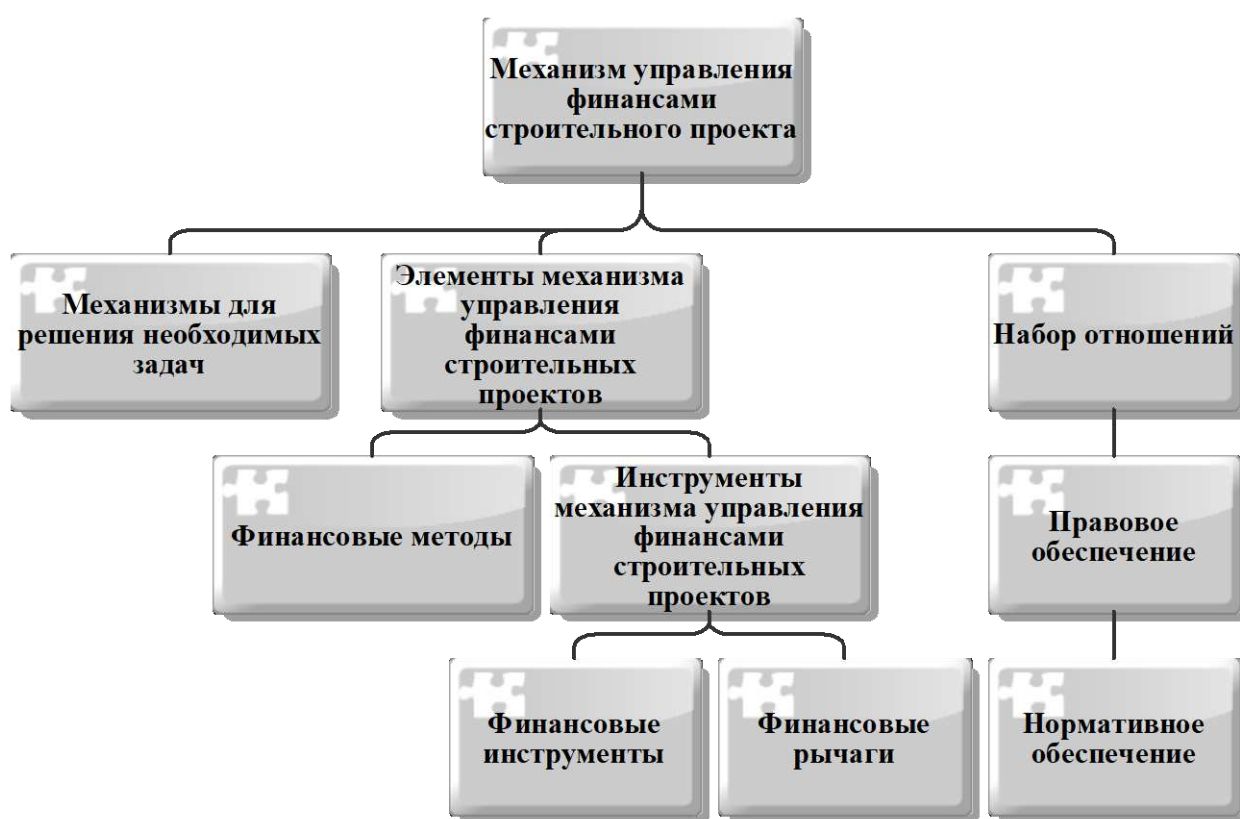 Механизм управления
финансами
строительного проекта
Механизмы для
решения необходимых
задач
Элементы механизма
управления
финансами
строительных
проектов
Набор отношений
Финансовые методы
Инструменты
механизма управления
финансами
строительных
проектов
Правовое
обеспечение
Финансовые
инструменты
Финансовые
рычаги
Нормативное
обеспечение